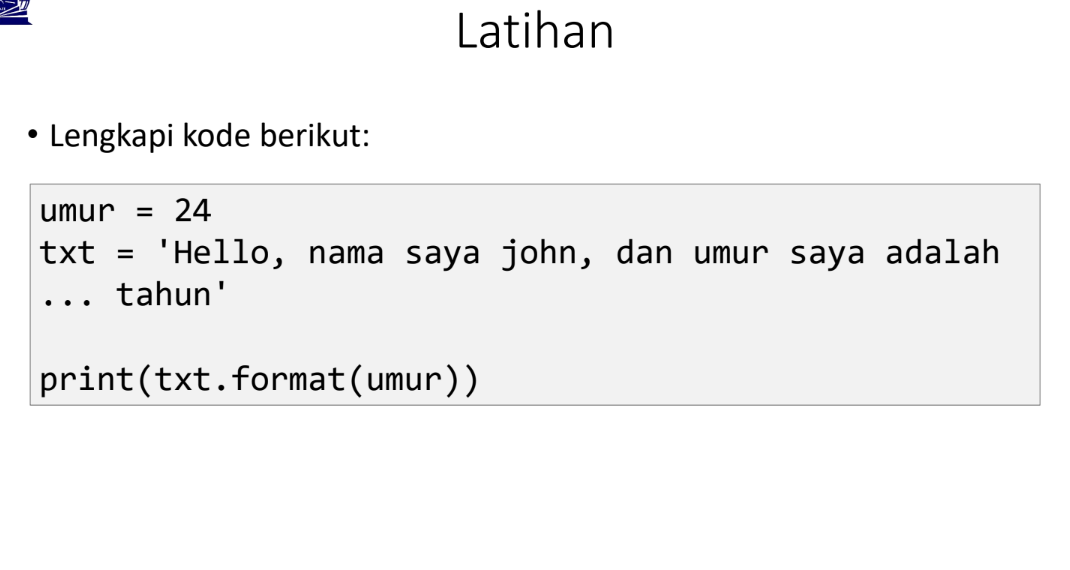 Latihan
• Lengkapi kode berikut:
umur = 24
txt = 'Hello, nama saya john, dan umur saya adalah
... tahun'
print(txt.format(umur))